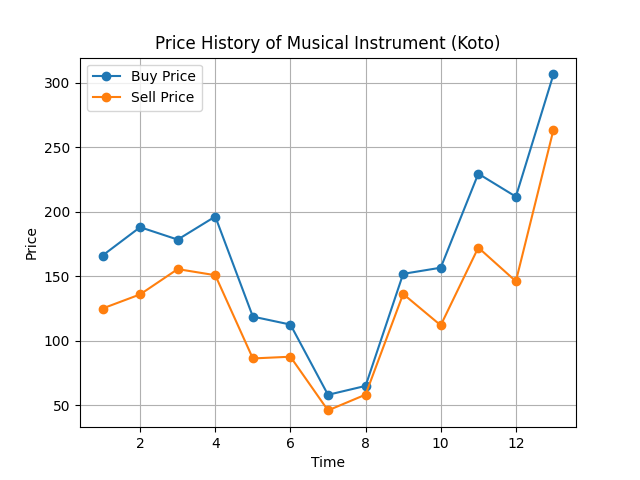 Price History of Musical Instrument (Koto)
Buy Price
Sell Price
300
250
200
150
100
50
Price
2 4 6 8 10 12
Time